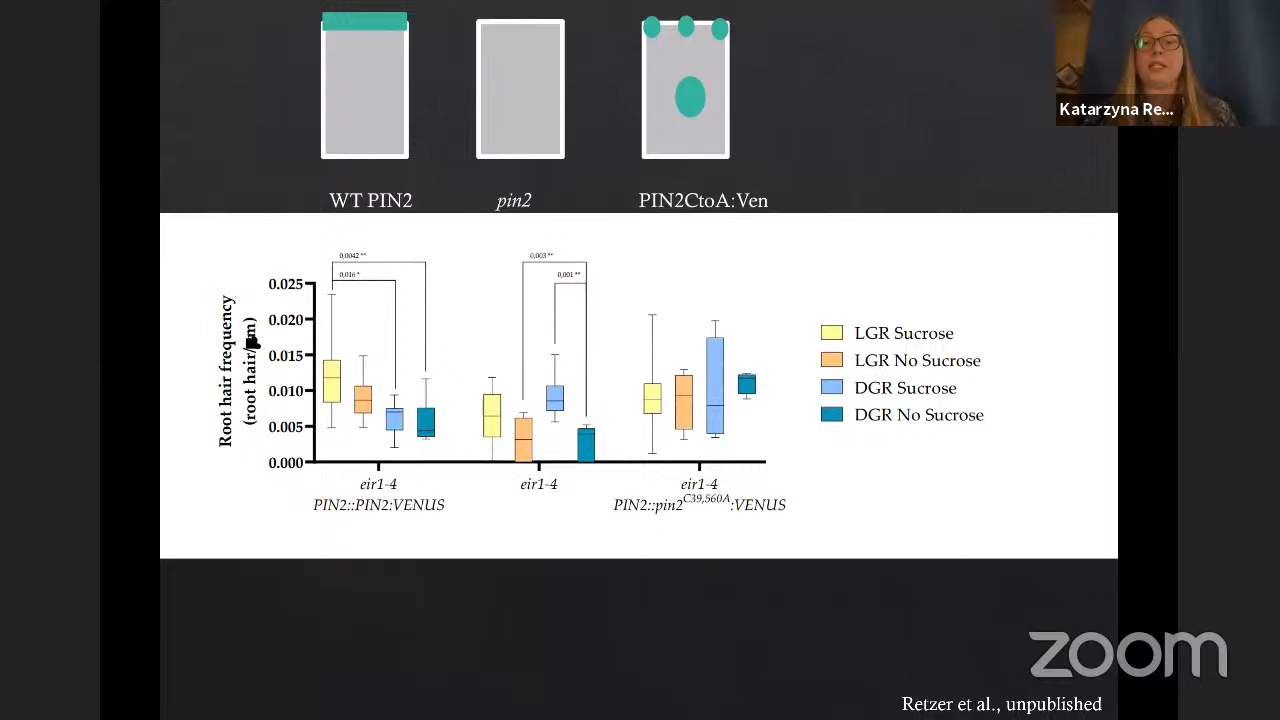 Katarzyna Re...
WT PIN2
pin2
PIN2CtoA:Ven
0,0042 **
0,016 *
0,003 **
0,001 **
0.025
0.020
0.015
0.010
0.005
0.000
Root hair frequency
(root hair/
LGR Sucrose
LGR No Sucrose
DGR Sucrose
DGR No Sucrose
eir1-4
PIN2::PIN2:VENUS
eir1-4
eir1-4
PIN2::pin2C39,560A:VENUS
zoom
Retzer et al., unpublished